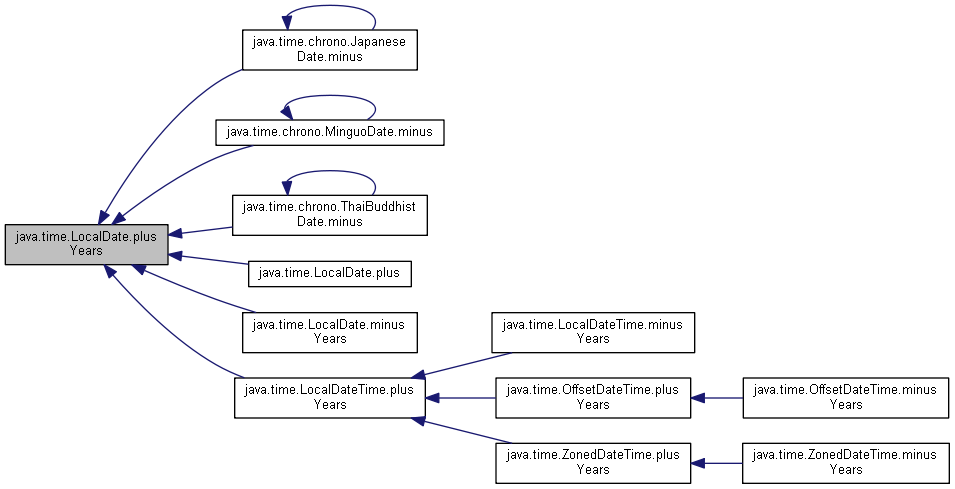 java.time.chrono.Japanese
Date.minus
java.time.chrono.MinguoDate.minus
java.time.chrono.ThaiBuddhist
Date.minus
java.time.LocalDate.plus
Years
java.time.LocalDate.plus
java.time.LocalDate.minus
Years
java.time.LocalDateTime.minus
Years
java.time.LocalDateTime.plus
Years
java.time.OffsetDateTime.plus
Years
java.time.OffsetDateTime.minus
Years
java.time.ZonedDateTime.plus
Years
java.time.ZonedDateTime.minus
Years